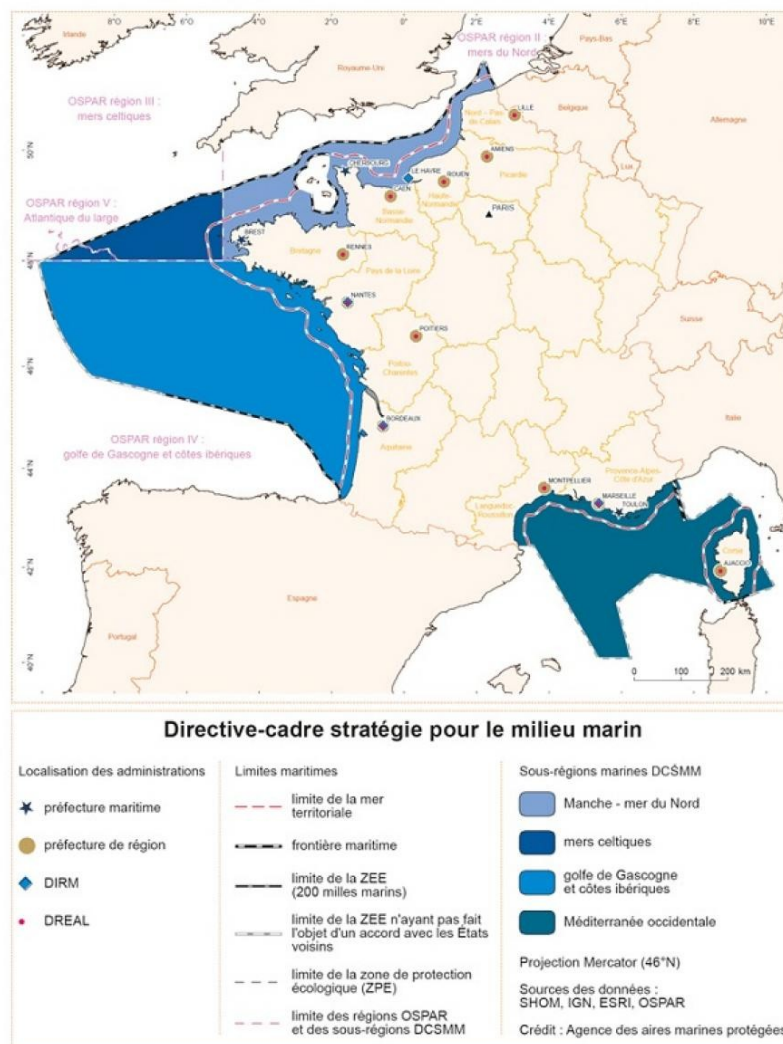 8°O
6°O
4°O
2°O
0°
2°E
4°E
6°E
8°E
10°E
Irlande
OSPAR région II :
mers du Nord
Pays-Bas
Royaume-Uni
OSPAR région III :
mers celtiques
LILLE
Nord – Pas
de Calais
Belgique
Allemagne
50°N
AMIENS
Picardie
Lux.
CHERBOURG
LE HAVRE
ROUEN
CAEN
Haute-
Normandie
Basse-
Normandie
PARIS
OSPAR région V :
Atlantique du large
BREST
Bretagne
RENNES
48°N
Pays de la Loire
NANTES
Suisse
POITIERS
46°N
Poitou-
Charentes
Italie
BORDEAUX
OSPAR région IV :
golfe de Gascogne et côtes ibériques
Aquitaine
44°N
Provence-Alpes-
Côte d'Azur
MONTPELLIER
MARSEILLE
TOULON
Languedoc-
Roussillon
Corse
AJACCIO
42°N
Espagne
Portugal
40°N
0 100 200 km
Directive-cadre stratégie pour le milieu marin
Localisation des administrations
préfecture maritime
préfecture de région
DIRM
DREAL
Limites maritimes
limite de la mer
territoriale
frontière maritime
limite de la ZEE
(200 milles marins)
limite de la ZEE n'ayant pas fait
l'objet d'un accord avec les États
voisins
limite de la zone de protection
écologique (ZPE)
limite des régions OSPAR
et des sous-régions DCSMM
Sous-régions marines DCSMM
Manche - mer du Nord
mers celtiques
golfe de Gascogne
et côtes ibériques
Méditerranée occidentale
Projection Mercator (46°N)
Sources des données :
SHOM, IGN, ESRI, OSPAR
Crédit : Agence des aires marines protégées